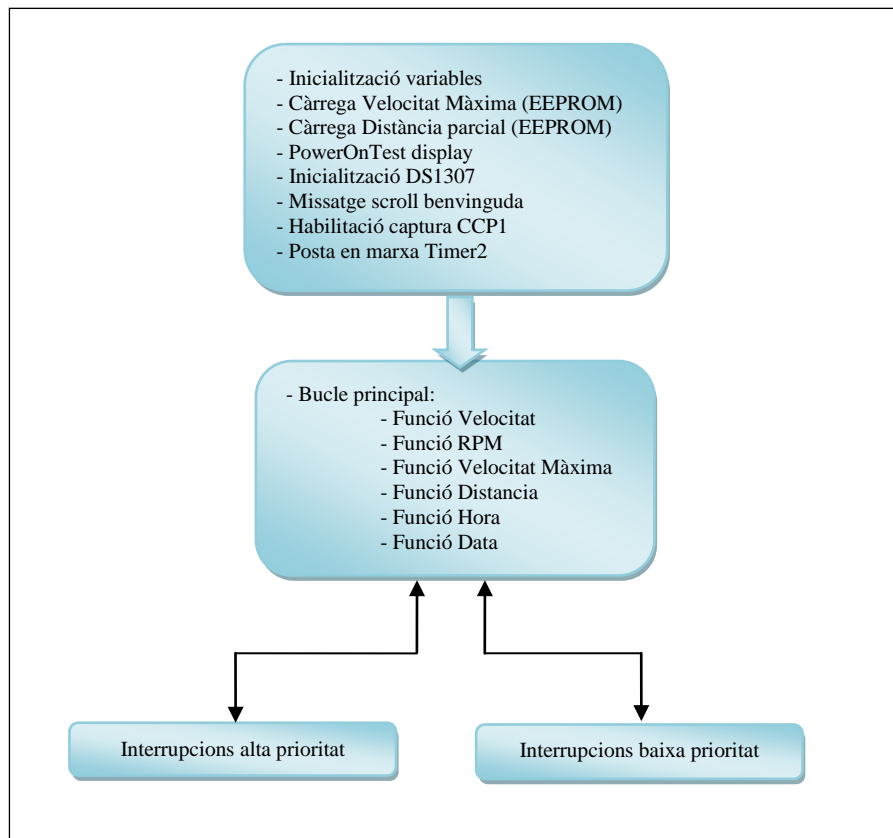 - Inicialització variables
- Càrrega Velocitat Màxima (EEPROM)
- Càrrega Distància parcial (EEPROM)
- PowerOnTest display
- Inicialització DS1307
- Missatge scroll benvinguda
- Habilitació captura CCP1
- Posta en marxa Timer2
- Bucle principal:
- Funció Velocitat
- Funció RPM
- Funció Velocitat Màxima
- Funció Distancia
- Funció Hora
- Funció Data
Interrupcions alta prioritat
Interrupcions baixa prioritat